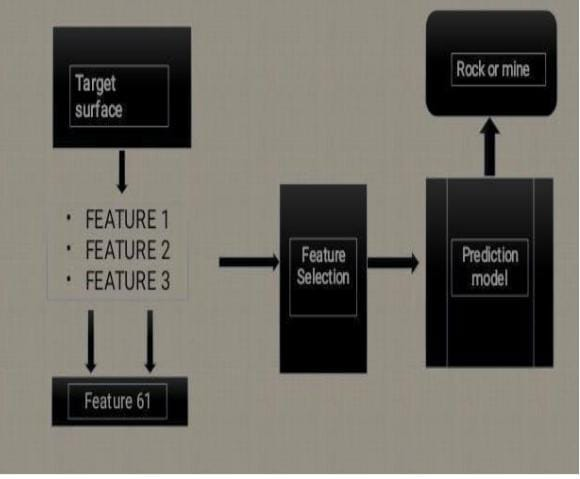 Target
surface
• FEATURE 1
• FEATURE 2
• FEATURE 3
Feature 61
Feature
Selection
Prediction
model
Rock or mine